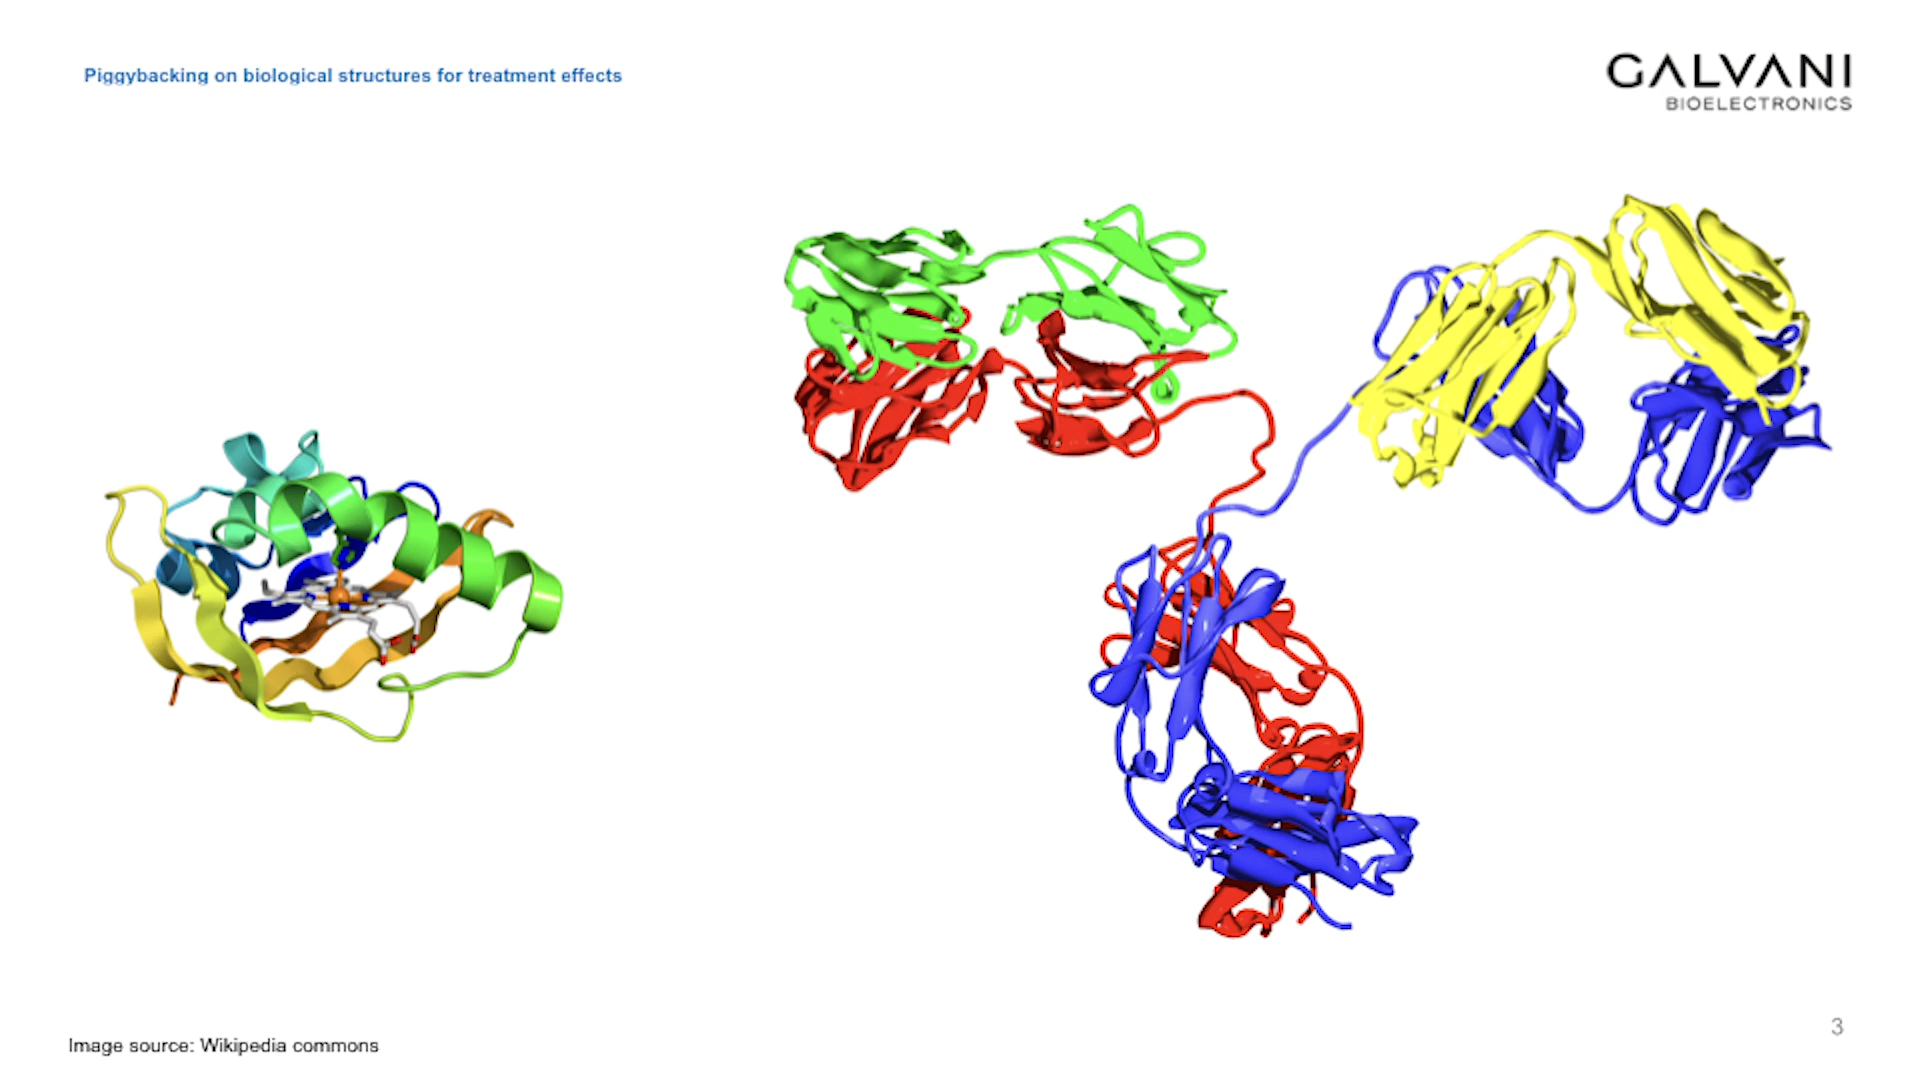 Piggybacking on biological structures for treatment effects
GALVANI
BIOELECTRONICS
Image source: Wikipedia commons
3